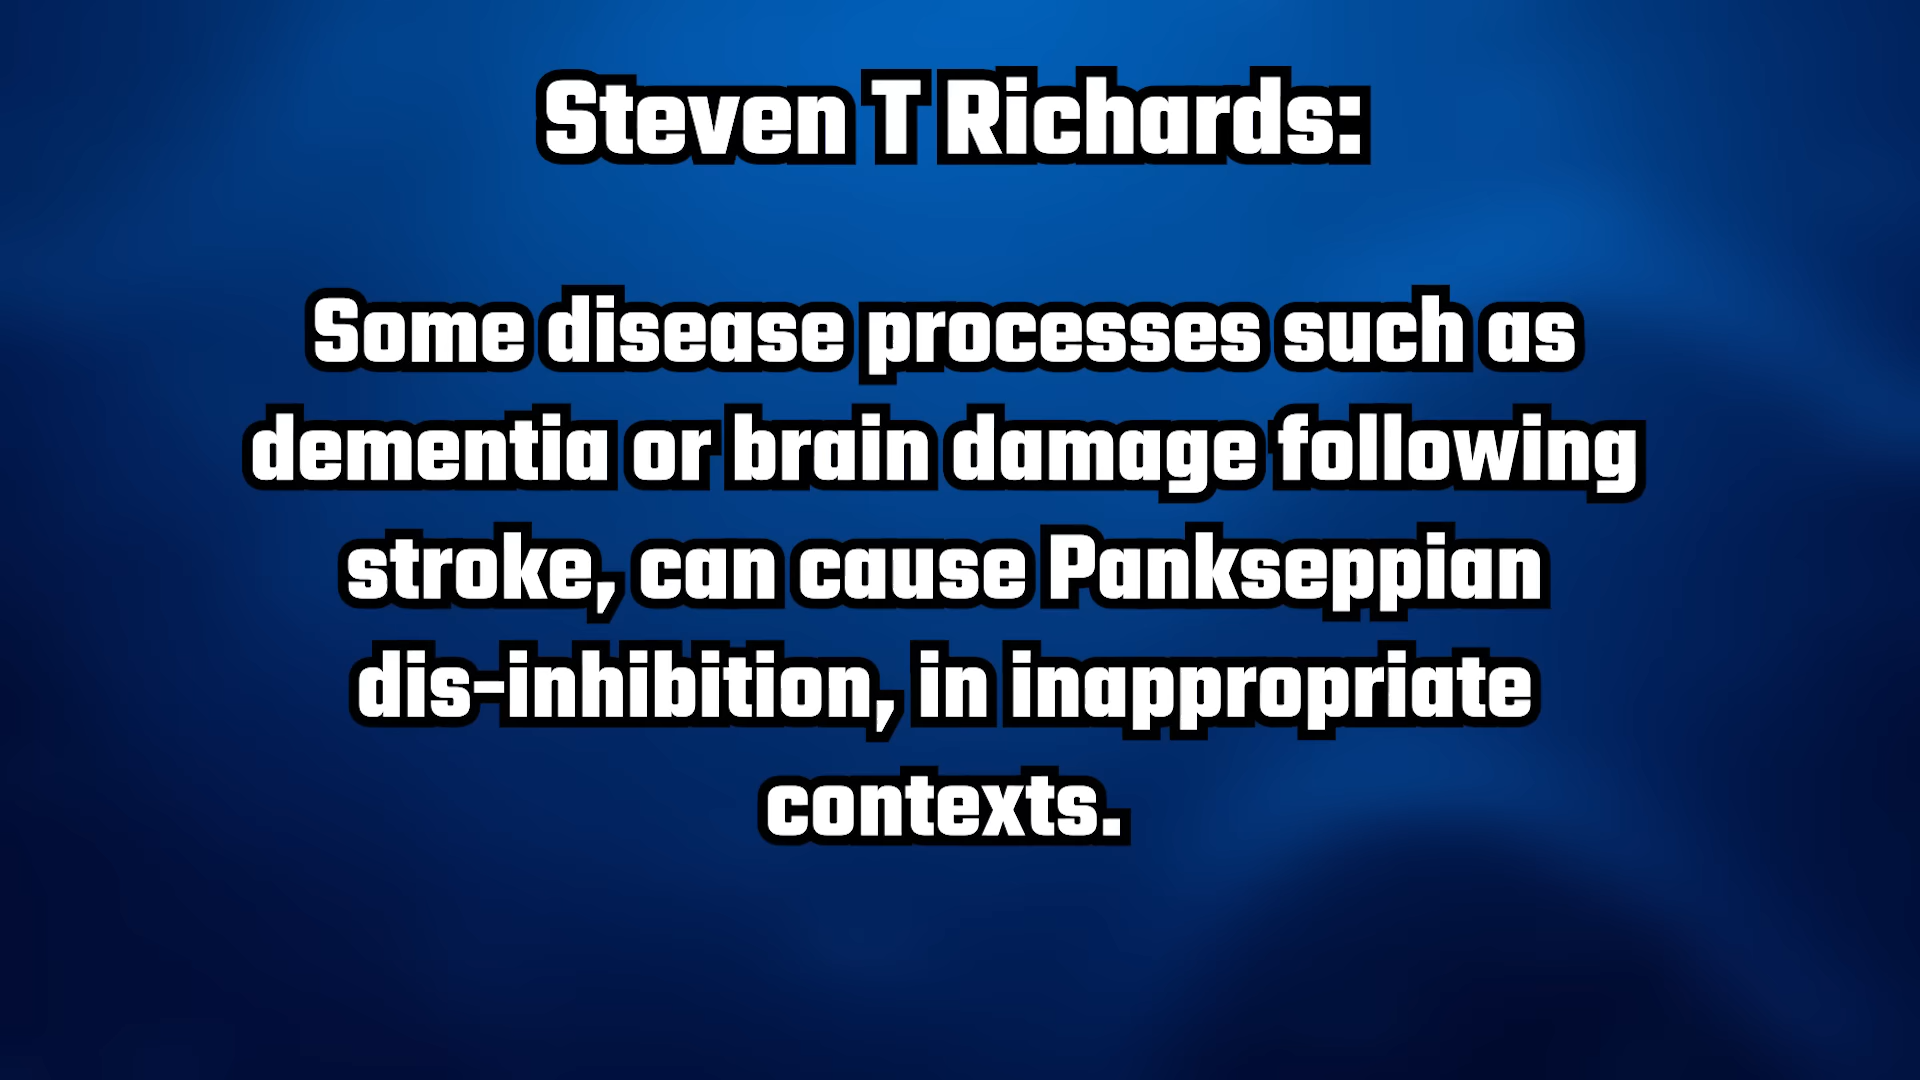 Steven T Richards:
Some disease processes such as
dementia or brain damage following
stroke, can cause Pankseppian
dis-inhibition, in inappropriate
contexts.